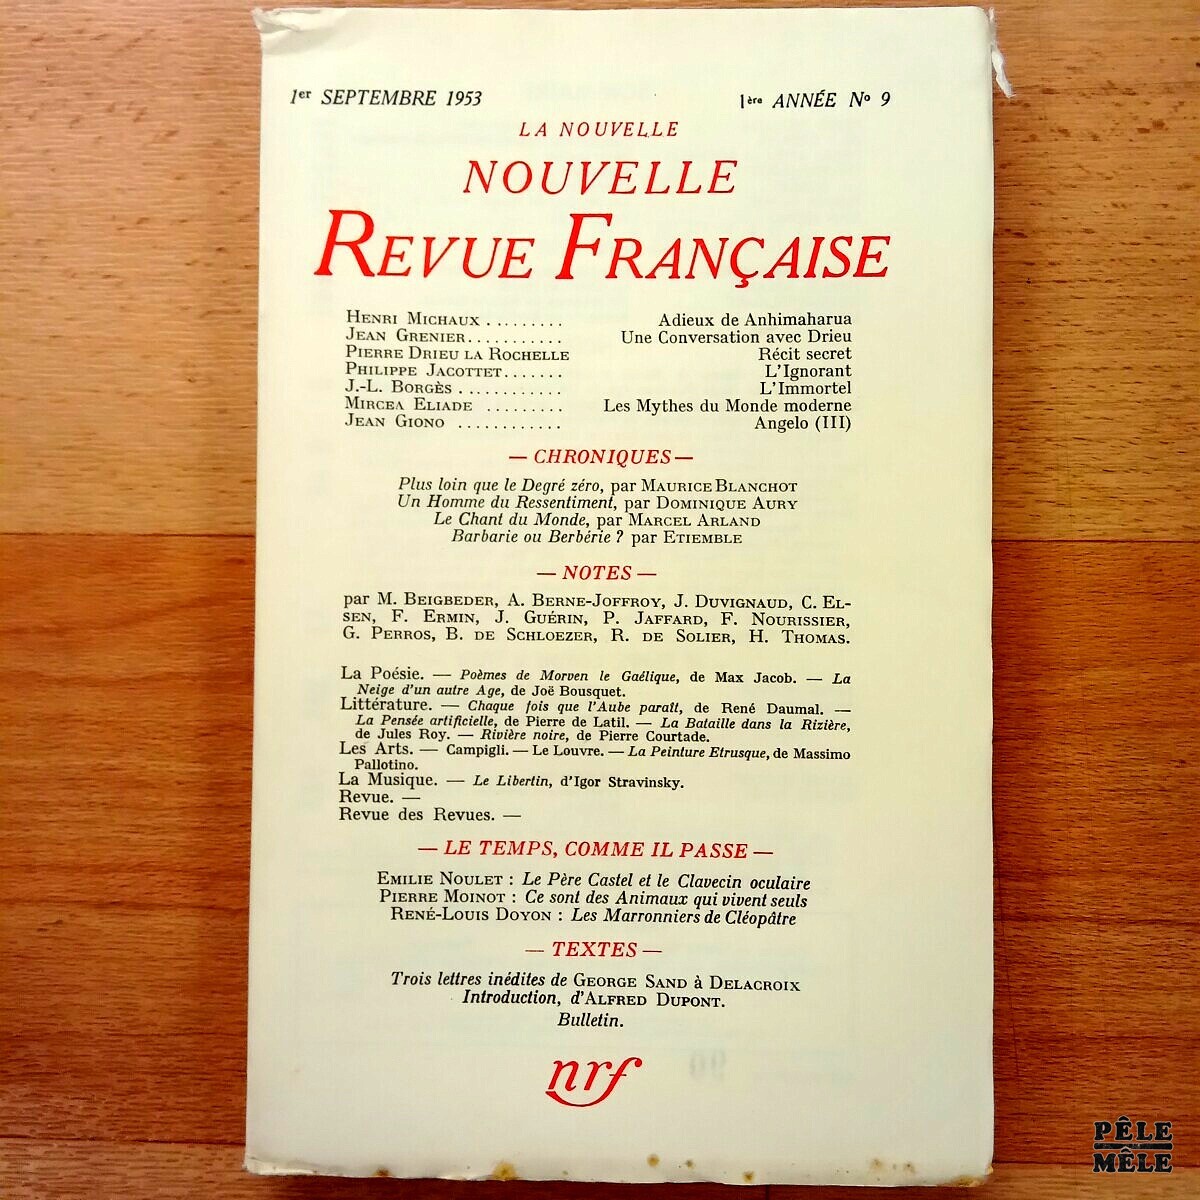 1er SEPTEMBRE 1953 1ère ANNÉE No 9
LA NOUVELLE
NOUVELLE
REVUE FRANÇAISE
HENRI MICHAUX . . . . . . . . . Adieux de Anhimaharua
JEAN GRENIER . . . . . . . . . . . Une Conversation avec Drieu
PIERRE DRIEU LA ROCHELLE Récit secret
PHILIPPE JACOTTET . . . . . . . L'Ignorant
J.-L. BORGÈS . . . . . . . . . . . . L'Immortel
MIRCEA ELIADE . . . . . . . . . Les Mythes du Monde moderne
JEAN GIONO . . . . . . . . . . . . Angelo (III)
— CHRONIQUES —
Plus loin que le Degré zéro, par MAURICE BLANCHOT
Un Homme du Ressentiment, par DOMINIQUE AURY
Le Chant du Monde, par MARCEL ARLAND
Barbarie ou Berbérie ? par ETIEMBLE
— NOTES —
par M. BEIGBEDER, A. BERNE-JOFFROY, J. DUVIGNAUD, C. EL-
SEN, F. ERMIN, J. GUÉRIN, P. JAFFARD, F. NOURISSIER,
G. PERROS, B. DE SCHLOEZER, R. DE SOLIER, H. THOMAS.
La Poésie. — Poèmes de Morven le Gaélique, de Max Jacob. — La
Neige d'un autre Age, de Joë Bousquet.
Littérature. — Chaque fois que l'Aube paraît, de René Daumal. —
La Pensée artificielle, de Pierre de Latil. — La Bataille dans la Rizière,
de Jules Roy. — Rivière noire, de Pierre Courtade.
Les Arts. — Campigli. — Le Louvre. — La Peinture Etrusque, de Massimo
Pallotino.
La Musique. — Le Libertin, d'Igor Stravinsky.
Revue. —
Revue des Revues. —
— LE TEMPS, COMME IL PASSE —
EMILIE NOULET : Le Père Castel et le Clavecin oculaire
PIERRE MOINOT : Ce sont des Animaux qui vivent seuls
RENÉ-LOUIS DOYON : Les Marronniers de Cléopâtre
— TEXTES —
Trois lettres inédites de GEORGE SAND à DELACROIX
Introduction, d'ALFRED DUPONT.
Bulletin.
nrf
PÊLE
MÊLE